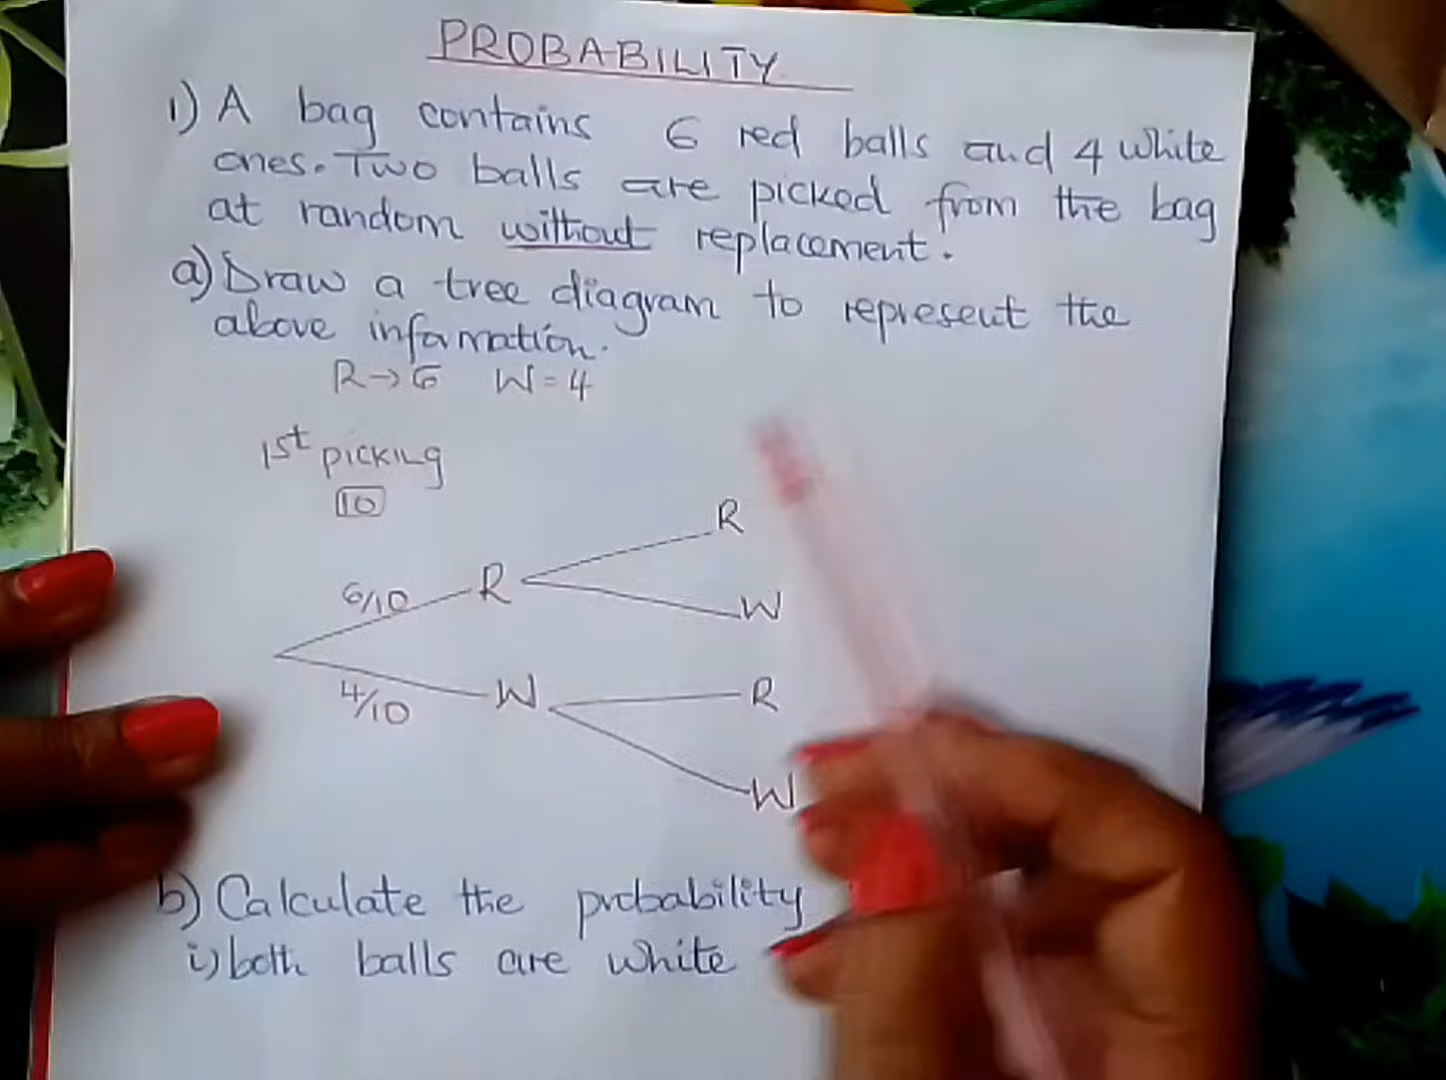 PROBABILITY
1) A bag contains 6 red balls and 4 white
ones. Two balls are picked from the bag
at random without replacement.
a) Draw a tree diagram to represent the
above information.
R→6 W=4
1st picking
10
R
6/10 R
W
4/10 W R
W
b) Calculate the probability
i) both balls are white